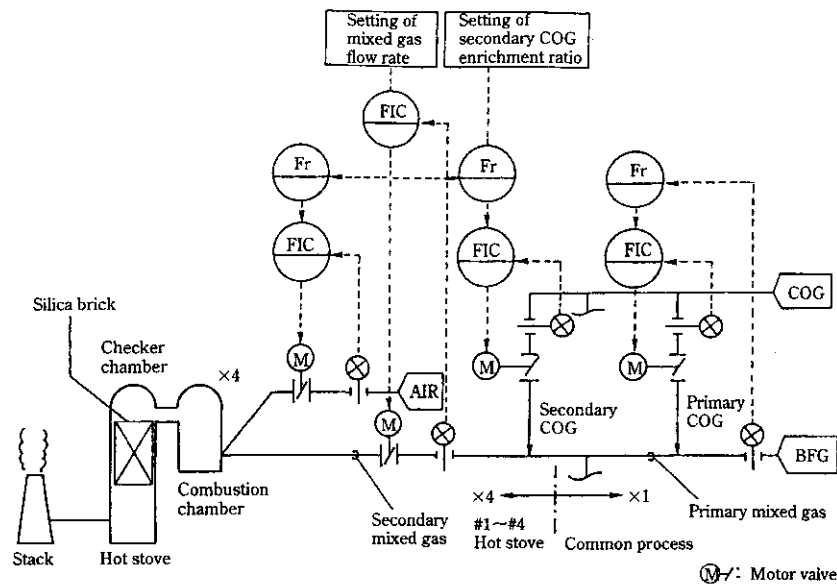 Setting of
mixed gas
flow rate
Setting of
secondary COG
enrichment ratio
FIC
Fr
Fr
Fr
FIC
FIC
FIC
COG
Silica brick
Checker
chamber
×4
M
M
M
AIR
M
Secondary
COG
Primary
COG
BFG
Combustion
chamber
Secondary
mixed gas
×4
×1
Primary mixed gas
#1~#4
Hot stove
Common process
Stack
Hot stove
M : Motor valve